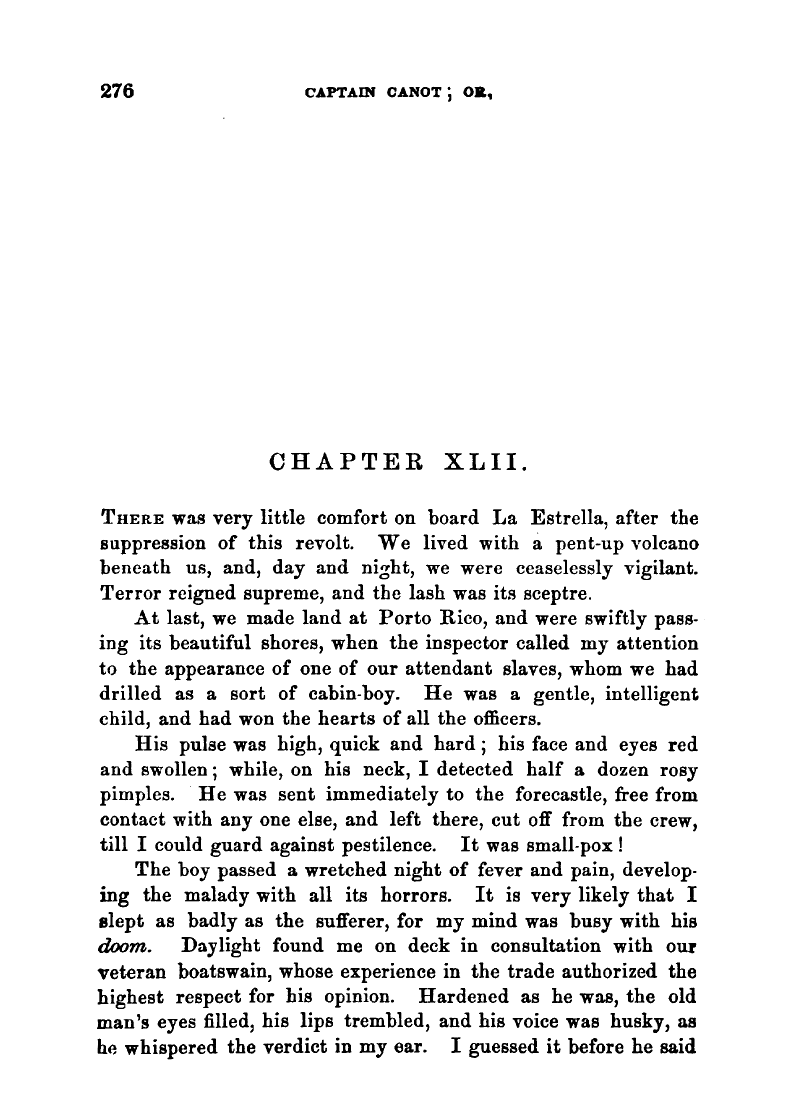 276 CAPTAIN CANOT; OR,
CHAPTER XLII.
THERE was very little comfort on board La Estrella, after the
suppression of this revolt. We lived with a pent-up volcano
beneath us, and, day and night, we were ceaselessly vigilant.
Terror reigned supreme, and the lash was its sceptre.
At last, we made land at Porto Rico, and were swiftly pass-
ing its beautiful shores, when the inspector called my attention
to the appearance of one of our attendant slaves, whom we had
drilled as a sort of cabin-boy. He was a gentle, intelligent
child, and had won the hearts of all the officers.
His pulse was high, quick and hard; his face and eyes red
and swollen; while, on his neck, I detected half a dozen rosy
pimples. He was sent immediately to the forecastle, free from
contact with any one else, and left there, cut off from the crew,
till I could guard against pestilence. It was small-pox!
The boy passed a wretched night of fever and pain, develop-
ing the malady with all its horrors. It is very likely that I
slept as badly as the sufferer, for my mind was busy with his
doom. Daylight found me on deck in consultation with our
veteran boatswain, whose experience in the trade authorized the
highest respect for his opinion. Hardened as he was, the old
man's eyes filled, his lips trembled, and his voice was husky, as
he whispered the verdict in my ear. I guessed it before he said